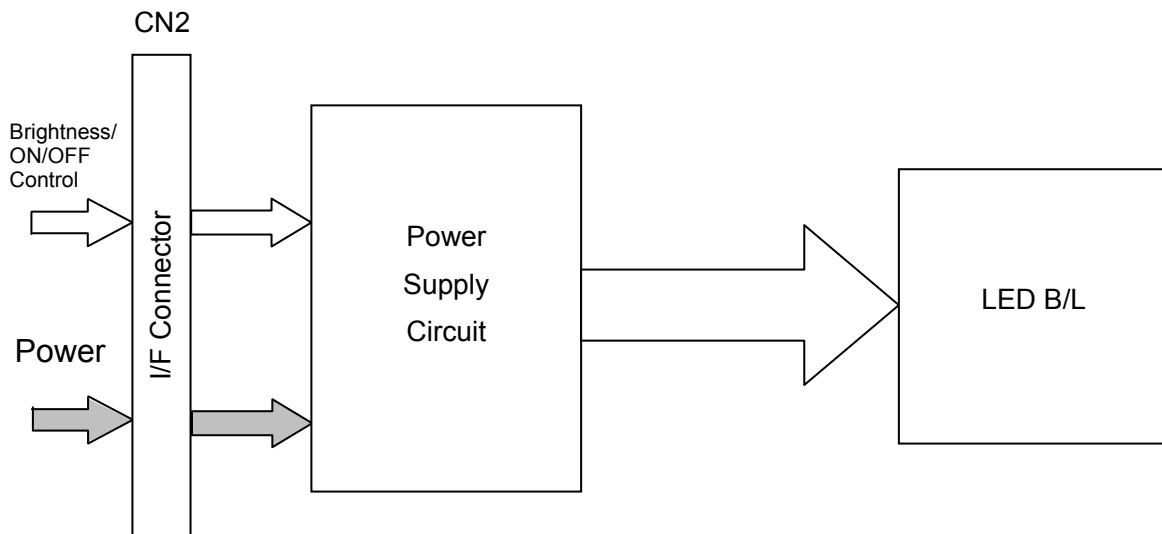 CN2
Brightness/
ON/OFF
Control
Power
I/F Connector
Power
Supply
Circuit
LED B/L